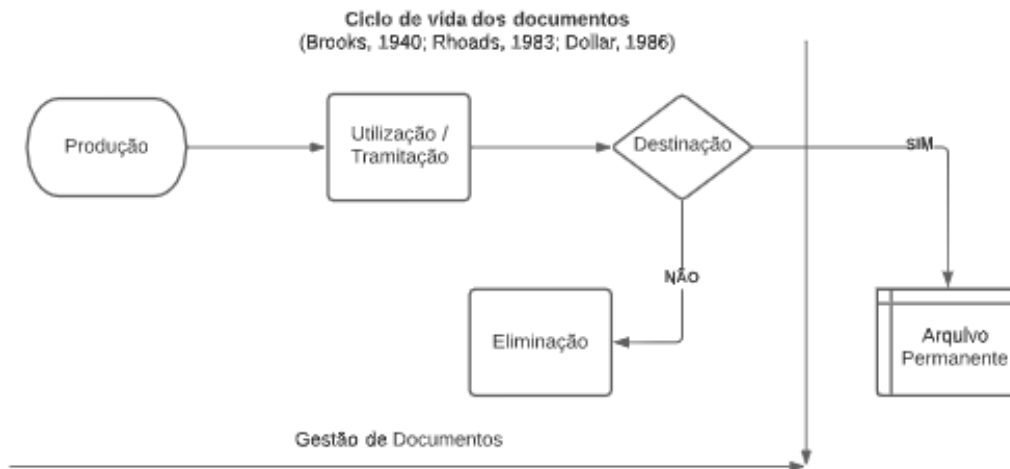 Ciclo de vida dos documentos
(Brooks, 1940; Rhoads, 1983; Dollar, 1986)
Produção
Utilização /
Tramitação
Destinação
SIM
NÃO
Eliminação
Arquivo
Permanente
Gestão de Documentos